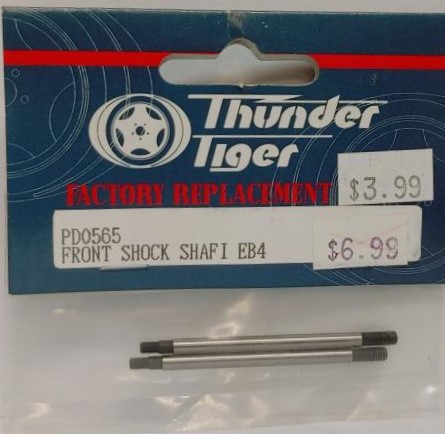 Thunder
Tiger
FACTORY REPLACEMENT
$3.99
PD0565
FRONT SHOCK SHAFI EB4
$6.99